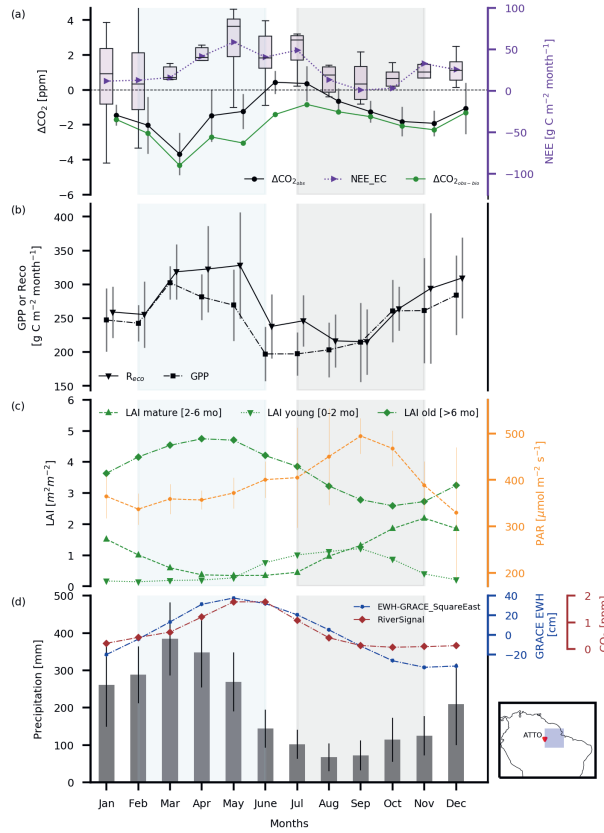 (a)
4
2
0
−2
−4
−6
ΔCO2 [ppm]
100
50
0
−50
−100
NEE [g C m−2 month−1]
ΔCO2obs
NEE_EC
ΔCO2obs−bio
(b)
400
350
300
250
200
150
GPP or Reco
[g C m−2 month−1]
Reco
GPP
(c)
6
5
4
3
2
1
0
LAI [m2m−2]
LAI mature [2-6 mo]
LAI young [0-2 mo]
LAI old [>6 mo]
500
400
300
200
PAR [μmol m−2 s−1]
(d)
500
400
300
200
100
0
Precipitation [mm]
EWH-GRACE_SquareEast
RiverSignal
40
20
0
−20
GRACE EWH
[cm]
2
1
0
Jan
Feb
Mar
Apr
May
June
Jul
Aug
Sep
Oct
Nov
Dec
Months
ATTO